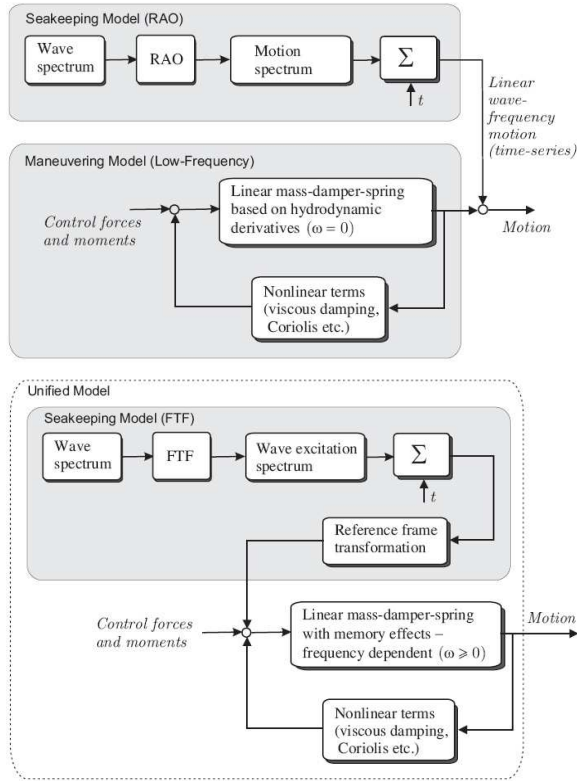 Seakeeping Model (RAO)
Wave
spectrum
RAO
Motion
spectrum
Σ
t
Linear
wave-
frequency
motion
(time-series)
Maneuvering Model (Low-Frequency)
Control forces
and moments
Linear mass-damper-spring
based on hydrodynamic
derivatives (ω = 0)
Motion
Nonlinear terms
(viscous damping,
Coriolis etc.)
Unified Model
Seakeeping Model (FTF)
Wave
spectrum
FTF
Wave excitation
spectrum
Σ
t
Reference frame
transformation
Control forces
and moments
Linear mass-damper-spring
with memory effects –
frequency dependent (ω ⩾ 0)
Motion
Nonlinear terms
(viscous damping,
Coriolis etc.)